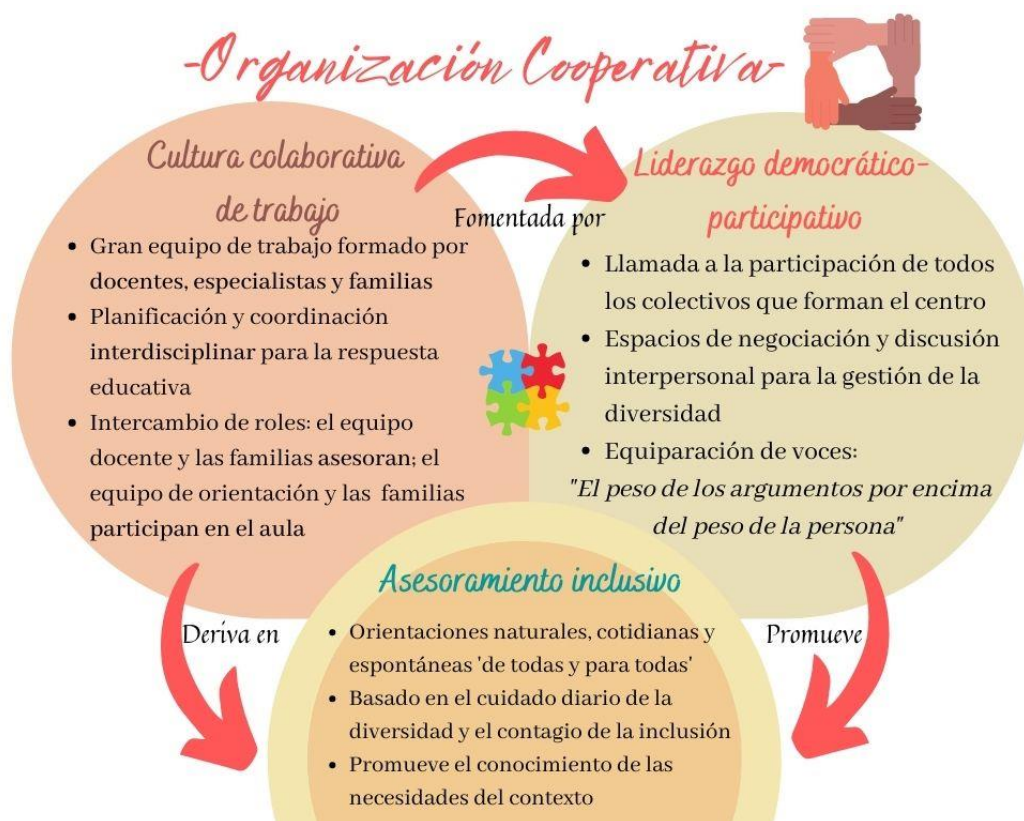 -Organización Cooperativa-
Cultura colaborativa
de trabajo
• Gran equipo de trabajo formado por
docentes, especialistas y familias
• Planificación y coordinación
interdisciplinar para la respuesta
educativa
• Intercambio de roles: el equipo
docente y las familias asesoran; el
equipo de orientación y las familias
participan en el aula
Fomentada por
Liderazgo democrático-
participativo
• Llamada a la participación de todos
los colectivos que forman el centro
• Espacios de negociación y discusión
interpersonal para la gestión de la
diversidad
• Equiparación de voces:
"El peso de los argumentos por encima
del peso de la persona"
Deriva en
Promueve
Asesoramiento inclusivo
• Orientaciones naturales, cotidianas y
espontáneas 'de todas y para todas'
• Basado en el cuidado diario de la
diversidad y el contagio de la inclusión
• Promueve el conocimiento de las
necesidades del contexto